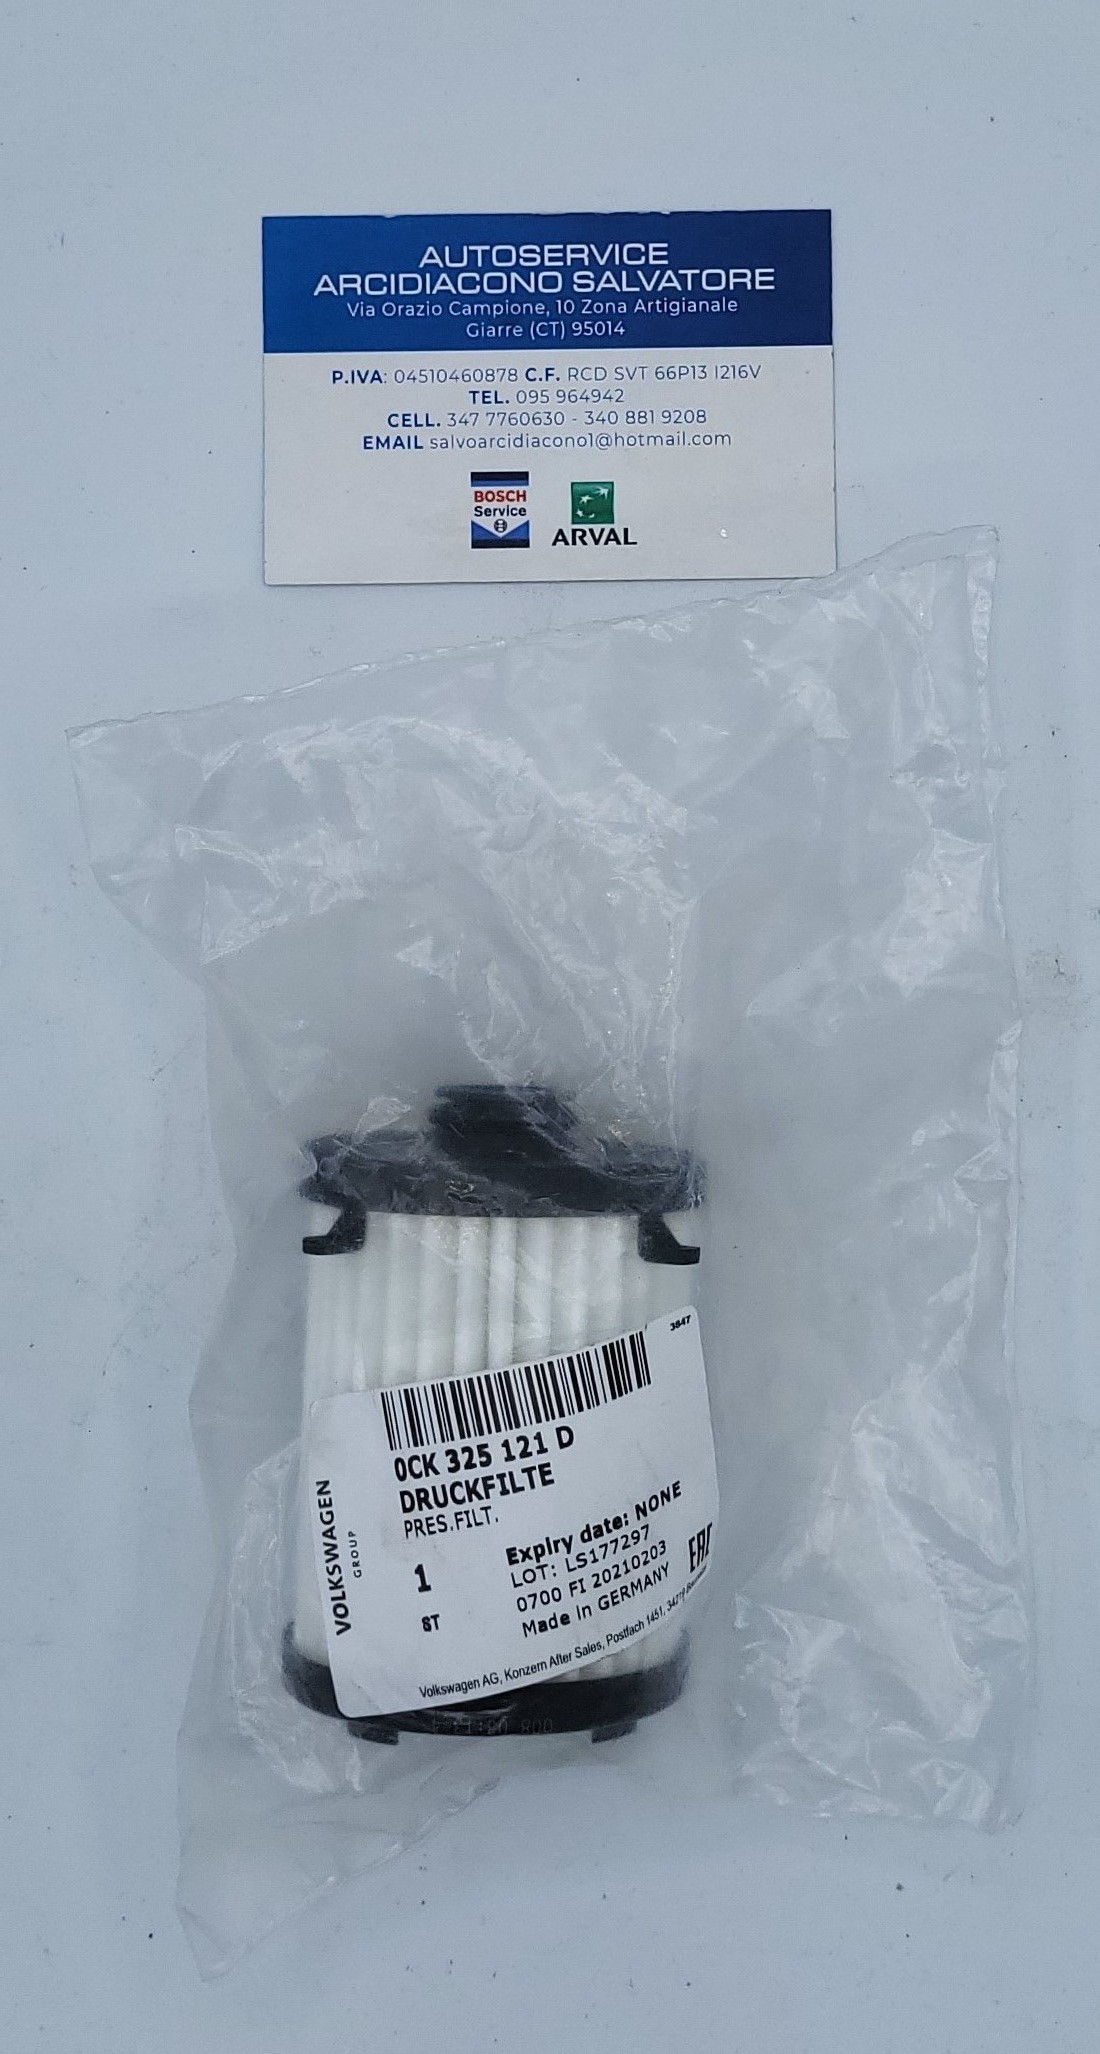 AUTOSERVICE
ARCIDIACONO SALVATORE
Via Orazio Campione, 10 Zona Artigianale
Giarre (CT) 95014
P.IVA: 04510460878 C.F. RCD SVT 66P13 I216V
TEL. 095 964942
CELL. 347 7760630 - 340 881 9208
EMAIL salvoarcidiacono1@hotmail.com
BOSCH
Service
ARVAL
3847
0CK 325 121 D
DRUCKFILTE
PRES.FILT.
VOLKSWAGEN
GROUP
1
ST
Expiry date: NONE
LOT: LS177297
0700 FI 20210203
Made in GERMANY
EAC
Volkswagen AG, Konzern After Sales, Postfach 1451,